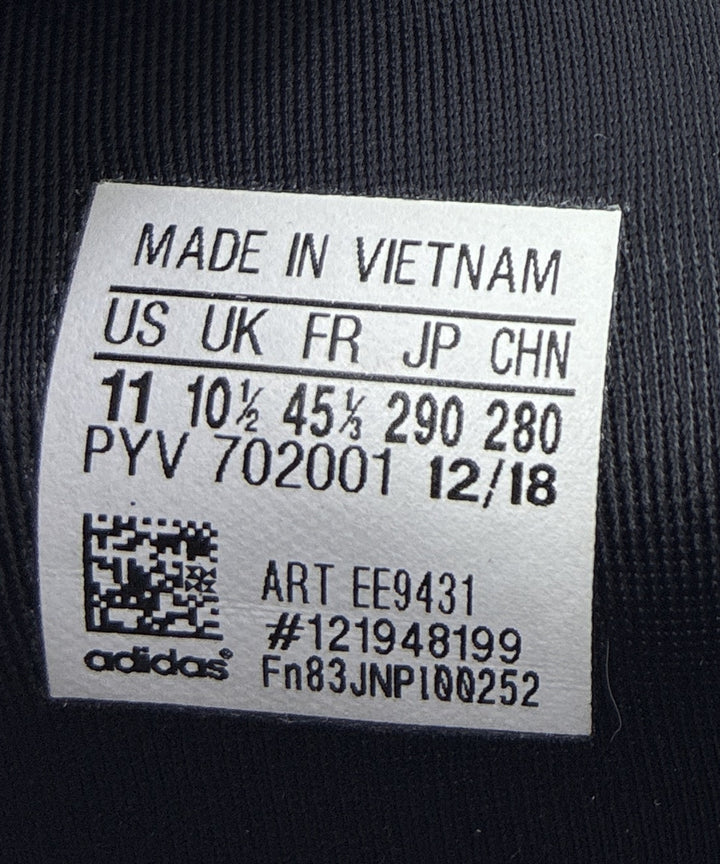 MADE IN VIETNAM
US UK FR JP CHN
11 10½ 45⅓ 290 280
PYV 702001 12/18
ART EE9431
#121948199
adidas®
Fn83JNPl00252